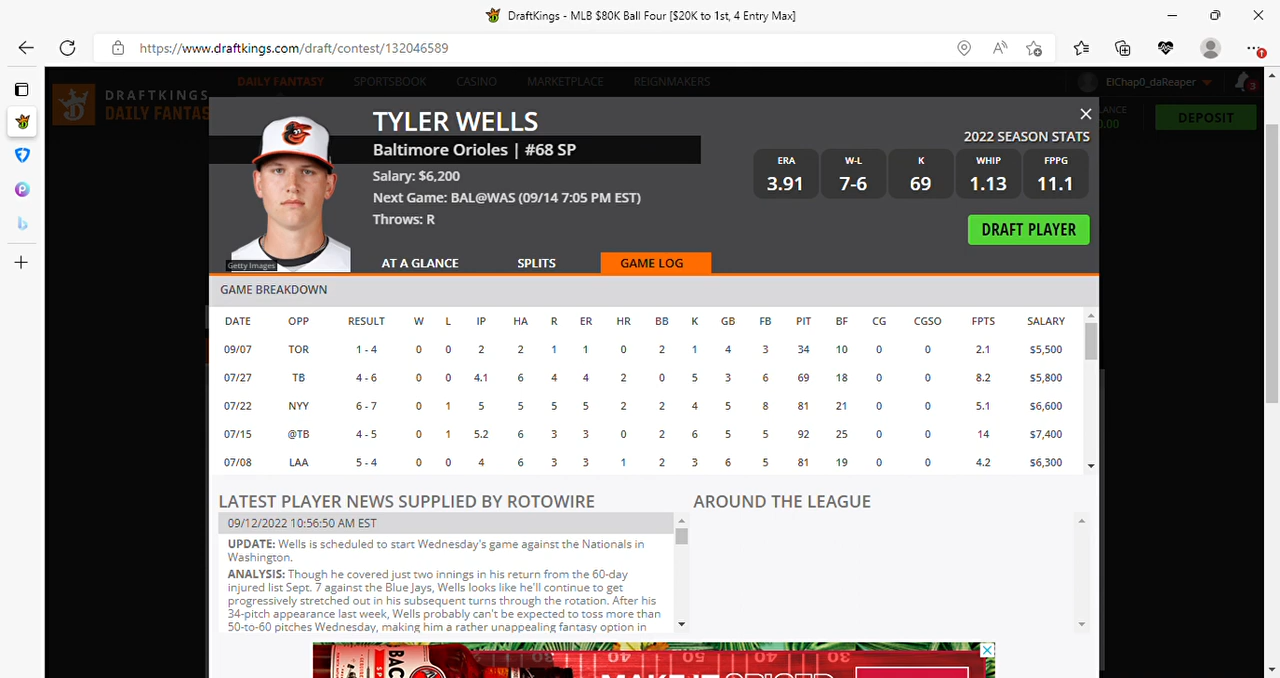 DraftKings - MLB $80K Ball Four [$20K to 1st, 4 Entry Max]
https://www.draftkings.com/draft/contest/132046589
DRAFTKINGS
DAILY FANTAS
DAILY FANTASY SPORTSBOOK CASINO MARKETPLACE REIGNMAKERS
ElChap0_daReaper
3
ANCE
0.00
DEPOSIT
TYLER WELLS
Baltimore Orioles | #68 SP
Salary: $6,200
Next Game: BAL@WAS (09/14 7:05 PM EST)
Throws: R
Getty Images
2022 SEASON STATS
ERA W-L K WHIP FPPG
3.91 7-6 69 1.13 11.1
DRAFT PLAYER
AT A GLANCE SPLITS GAME LOG
GAME BREAKDOWN
DATE OPP RESULT W L IP HA R ER HR BB K GB FB PIT BF CG CGSO FPTS SALARY
09/07 TOR 1 - 4 0 0 2 2 1 1 0 2 1 4 3 34 10 0 0 2.1 $5,500
07/27 TB 4 - 6 0 0 4.1 6 4 4 2 0 5 3 6 69 18 0 0 8.2 $5,800
07/22 NYY 6 - 7 0 1 5 5 5 5 2 2 4 5 8 81 21 0 0 5.1 $6,600
07/15 @TB 4 - 5 0 1 5.2 6 3 3 0 2 6 5 5 92 25 0 0 14 $7,400
07/08 LAA 5 - 4 0 0 4 6 3 3 1 2 3 6 5 81 19 0 0 4.2 $6,300
LATEST PLAYER NEWS SUPPLIED BY ROTOWIRE
09/12/2022 10:56:50 AM EST
UPDATE: Wells is scheduled to start Wednesday's game against the Nationals in
Washington.
ANALYSIS: Though he covered just two innings in his return from the 60-day
injured list Sept. 7 against the Blue Jays, Wells looks like he'll continue to get
progressively stretched out in his subsequent turns through the rotation. After his
34-pitch appearance last week, Wells probably can't be expected to toss more than
50-to-60 pitches Wednesday, making him a rather unappealing fantasy option in
AROUND THE LEAGUE